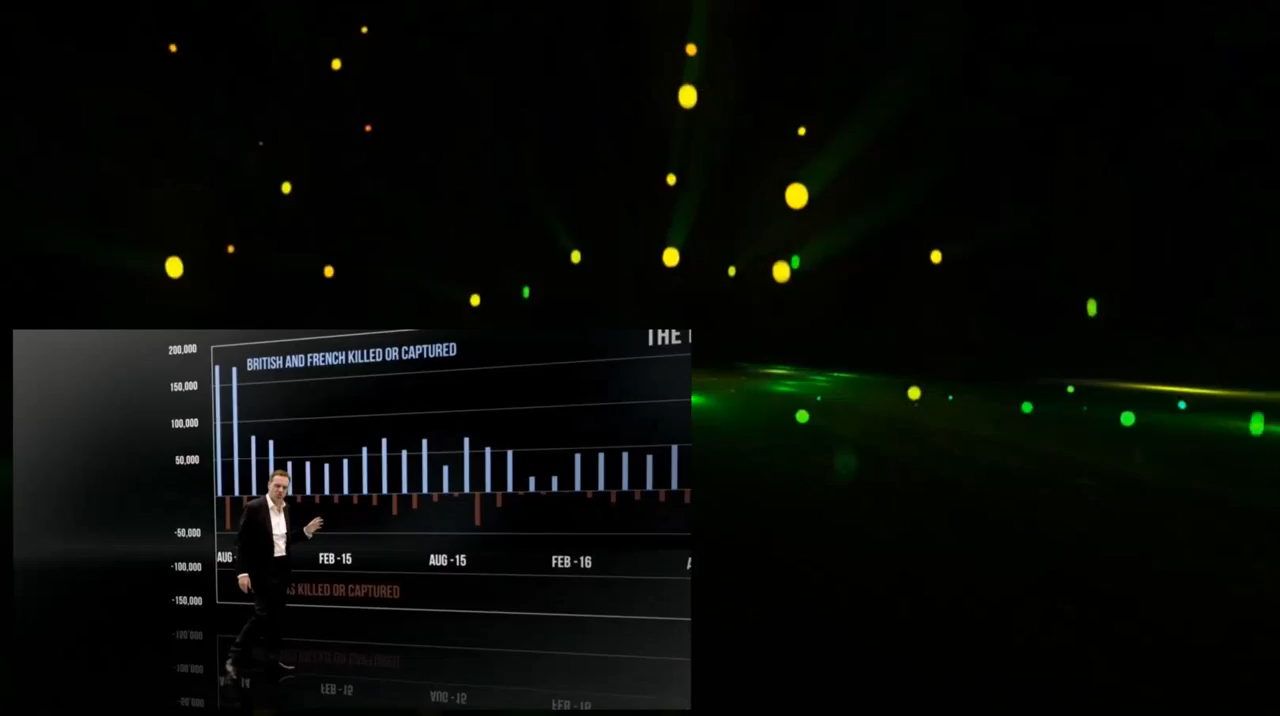 THE
200,000
BRITISH AND FRENCH KILLED OR CAPTURED
150,000
100,000
50,000
-50,000
AUG -
FEB -15
AUG -15
FEB -16
A
-100,000
S KILLED OR CAPTURED
-150,000